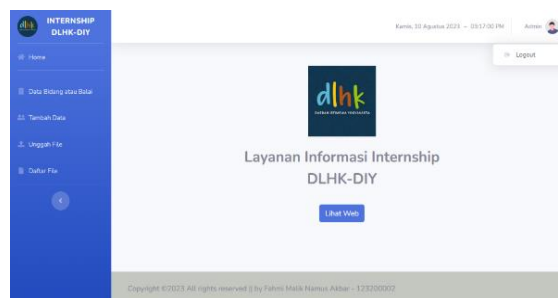 INTERNSHIP
DLHK-DIY
Home
Data Bidang atau Balai
Tambah Data
Unggah File
Daftar File
Kamis, 10 Agustus 2023 - 03:17:00 PM
Admin
Logout
dlhk
Layanan Informasi Internship
DLHK-DIY
Lihat Web
Copyright ©2023 All rights reserved || by Fahmi Malik Namus Akbar - 123200002